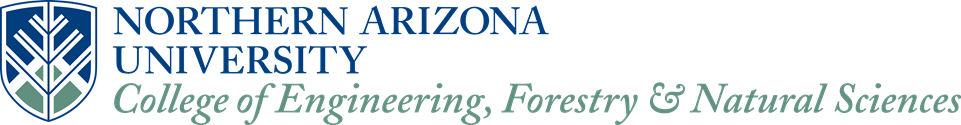 NORTHERN ARIZONA
UNIVERSITY
College of Engineering, Forestry & Natural Sciences